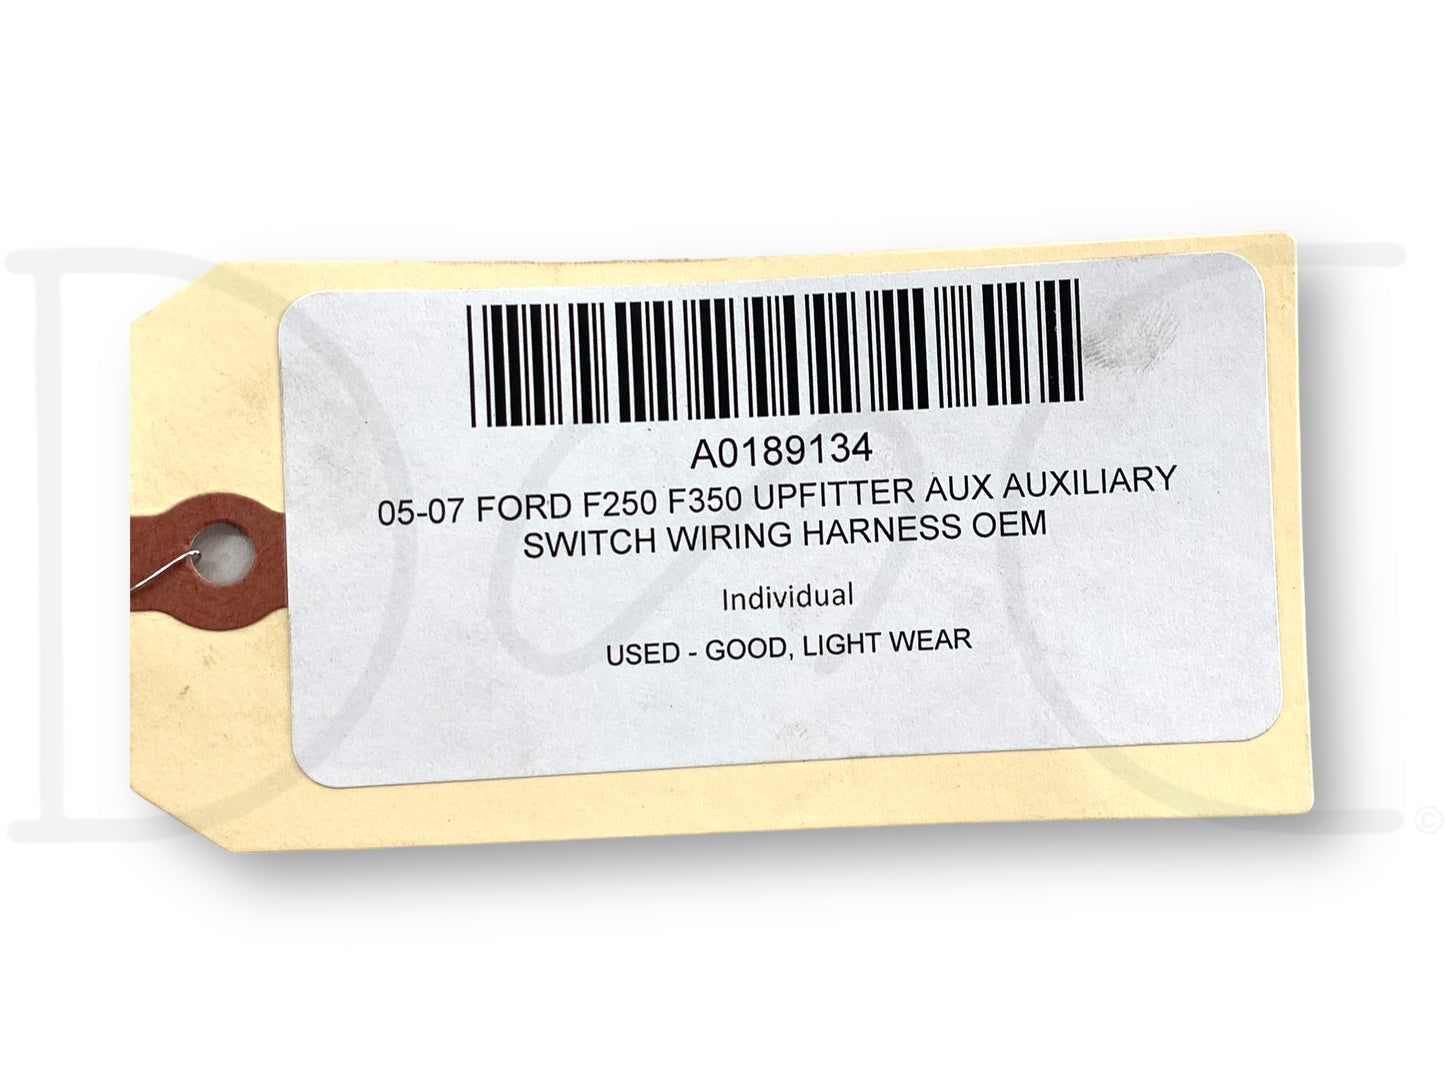 A0189134
05-07 FORD F250 F350 UPFITTER AUX AUXILIARY
SWITCH WIRING HARNESS OEM
Individual
USED - GOOD, LIGHT WEAR
©